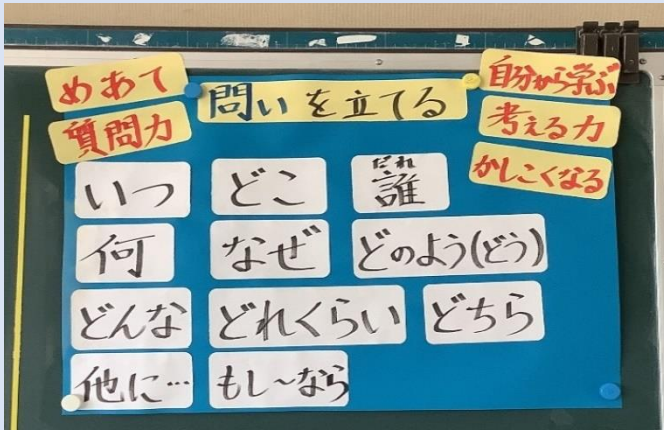 めあて
質問力
問いを立てる
自分から学ぶ
考える力
かしこくなる
いつ どこ 誰
だれ
何 なぜ どのよう(どう)
どんな どれくらい どちら
他に… もし~なら